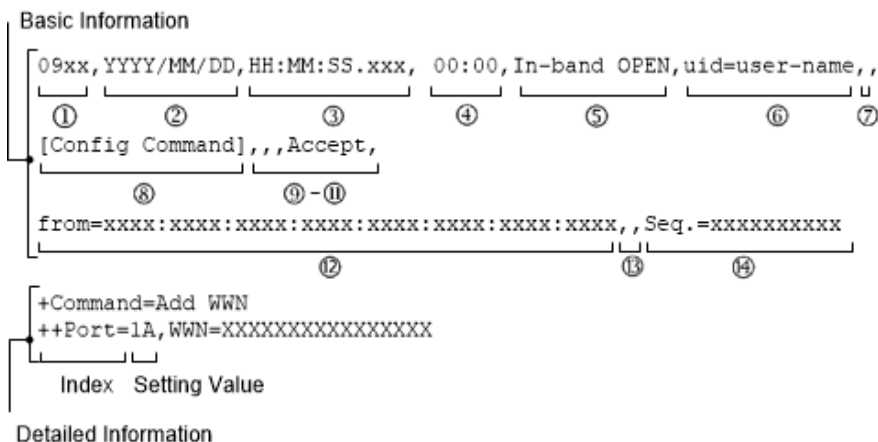 Basic Information
09xx,YYYY/MM/DD,HH:MM:SS.xxx, 00:00,In-band OPEN,uid=user-name,,
① ② ③ ④ ⑤ ⑥ ⑦
[Config Command],,,Accept,
⑧ ⑨-⑪
from=xxxx:xxxx:xxxx:xxxx:xxxx:xxxx:xxxx:xxxx,,Seq.=xxxxxxxxxx
⑫ ⑬ ⑭
+Command=Add WWN
++Port=1A,WWN=XXXXXXXXXXXXXXXX
Index Setting Value
Detailed Information